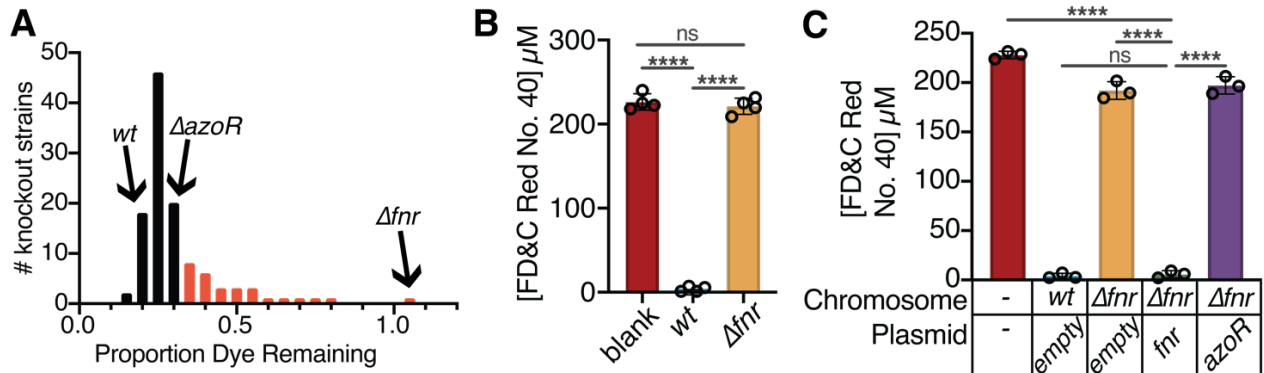 A
# knockout strains
50
40
30
20
10
0
wt
ΔazoR
Δfnr
0.0
0.5
1.0
Proportion Dye Remaining
B
[FD&C Red No. 40] µM
300
200
100
0
ns
****
****
blank
wt
Δfnr
C
[FD&C Red
No. 40] µM
250
200
150
100
50
0
****
****
ns
****
Chromosome - wt Δfnr Δfnr Δfnr
Plasmid - empty empty fnr azoR